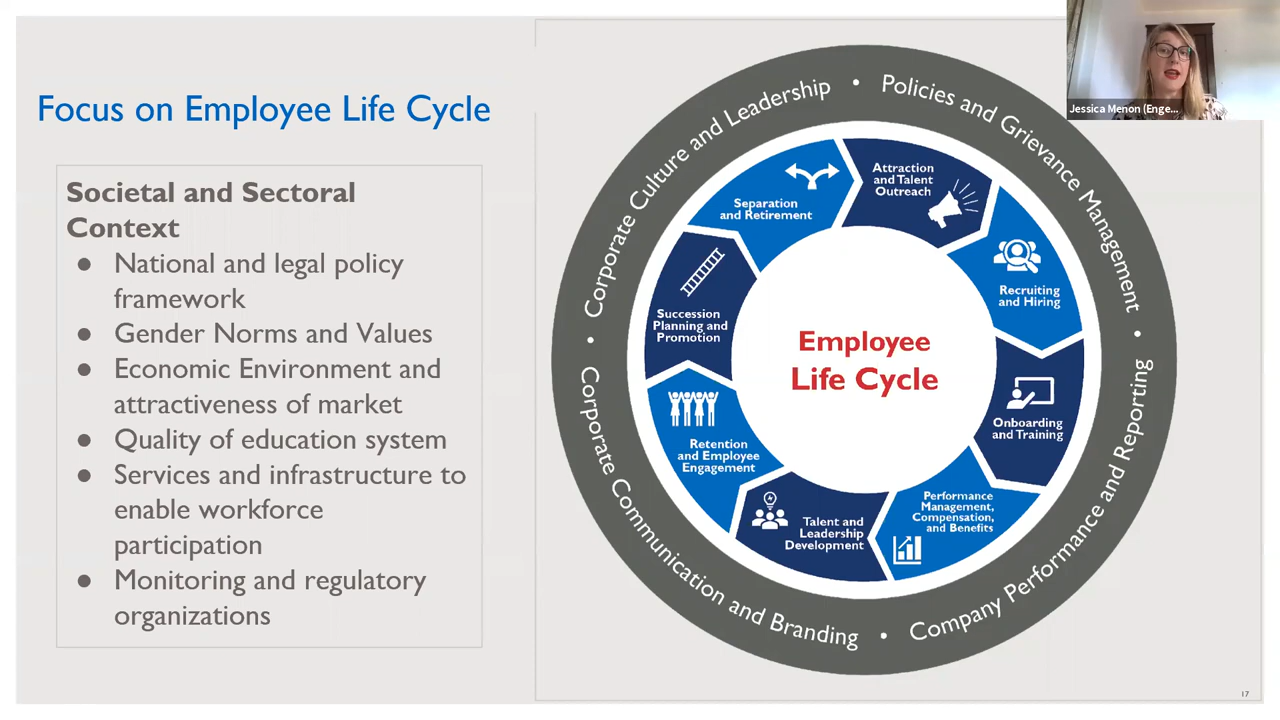 Focus on Employee Life Cycle
Societal and Sectoral
Context
● National and legal policy
framework
● Gender Norms and Values
● Economic Environment and
attractiveness of market
● Quality of education system
● Services and infrastructure to
enable workforce
participation
● Monitoring and regulatory
organizations
Corporate Culture and Leadership
•
Policies and Grievance Management
•
Company Performance and Reporting
•
Corporate Communication and Branding
•
Attraction
and Talent
Outreach
Recruiting
and Hiring
Onboarding
and Training
Performance
Management,
Compensation,
and Benefits
Talent and
Leadership
Development
Retention
and Employee
Engagement
Succession
Planning and
Promotion
Separation
and Retirement
Employee
Life Cycle
Jessica Menon (Enge...
17